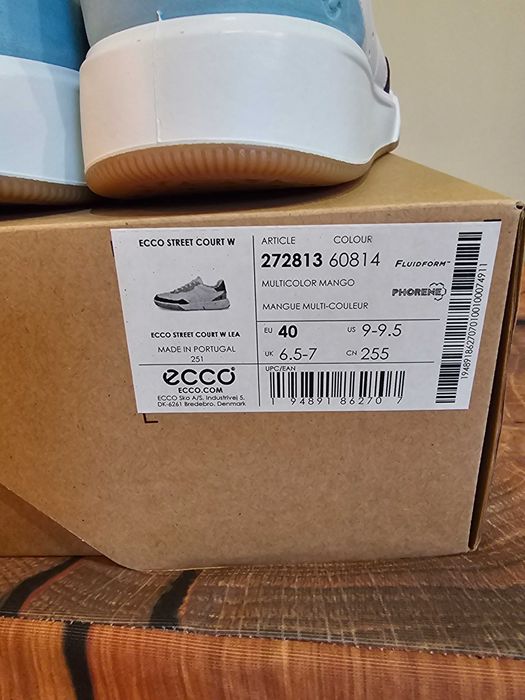 ECCO STREET COURT W
ECCO STREET COURT W LEA
MADE IN PORTUGAL
251
ecco
ECCO.COM
ECCO Sko A/S, Industrivej 5,
DK-6261 Bredebro, Denmark
ARTICLE COLOUR
272813 60814
MULTICOLOR MANGO
MANGUE MULTI-COULEUR
FLUIDFORM™
PHORENE
EU 40 US 9-9.5
UK 6.5-7 CN 255
UPC/EAN
1 94891 86270 7